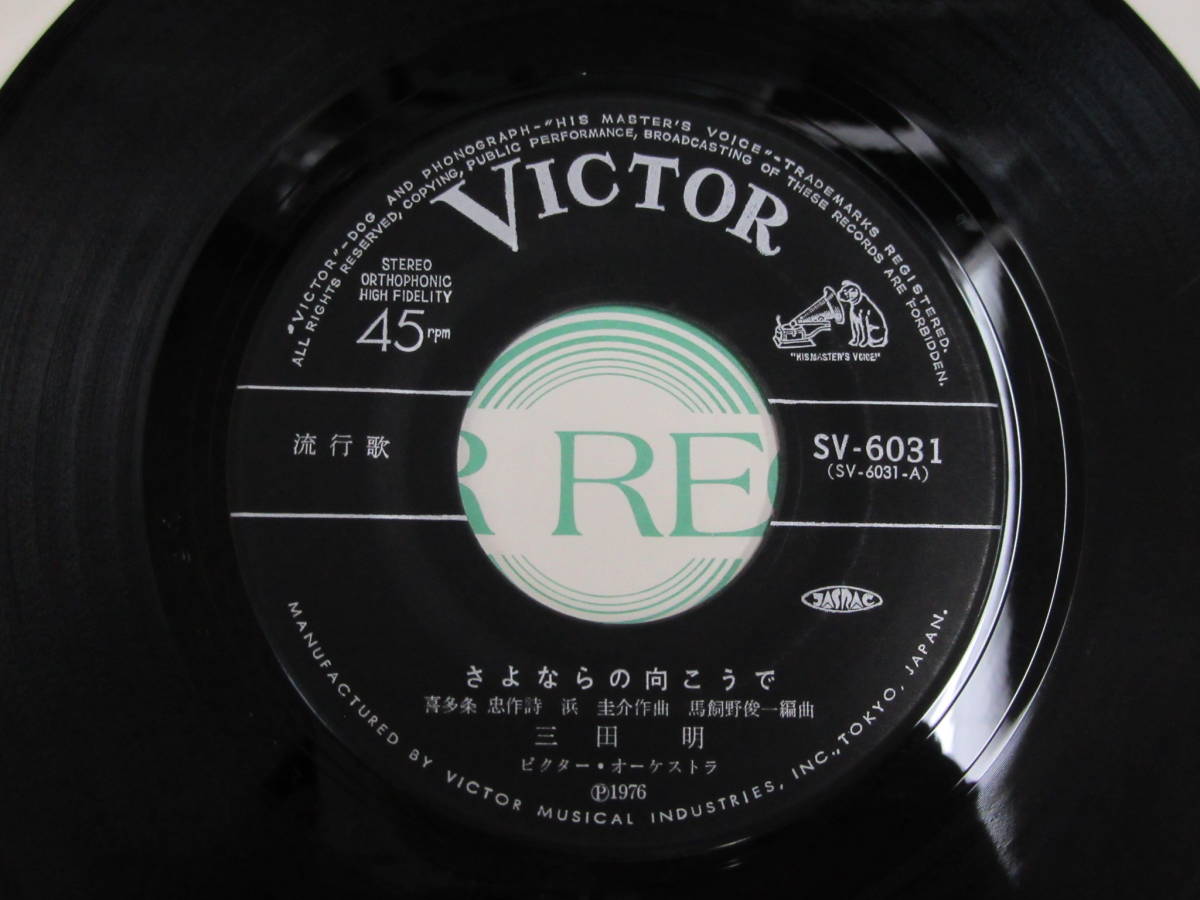 "VICTOR"-DOG AND PHONOGRAPH-"HIS MASTER'S VOICE"-TRADEMARKS REGISTERED.
ALL RIGHTS RESERVED, COPYING, PUBLIC PERFORMANCE, BROADCASTING OF THESE RECORDS ARE FORBIDDEN.
VICTOR
STEREO
ORTHOPHONIC
HIGH FIDELITY
45rpm
"HIS MASTER'S VOICE"
流行歌
R REC
SV-6031
(SV-6031-A)
JASRAC
さよならの向こうで
喜多条 忠作詩 浜 圭介作曲 馬飼野俊一編曲
三田 明
ビクター・オーケストラ
Ⓟ1976
MANUFACTURED BY VICTOR MUSICAL INDUSTRIES, INC., TOKYO, JAPAN.